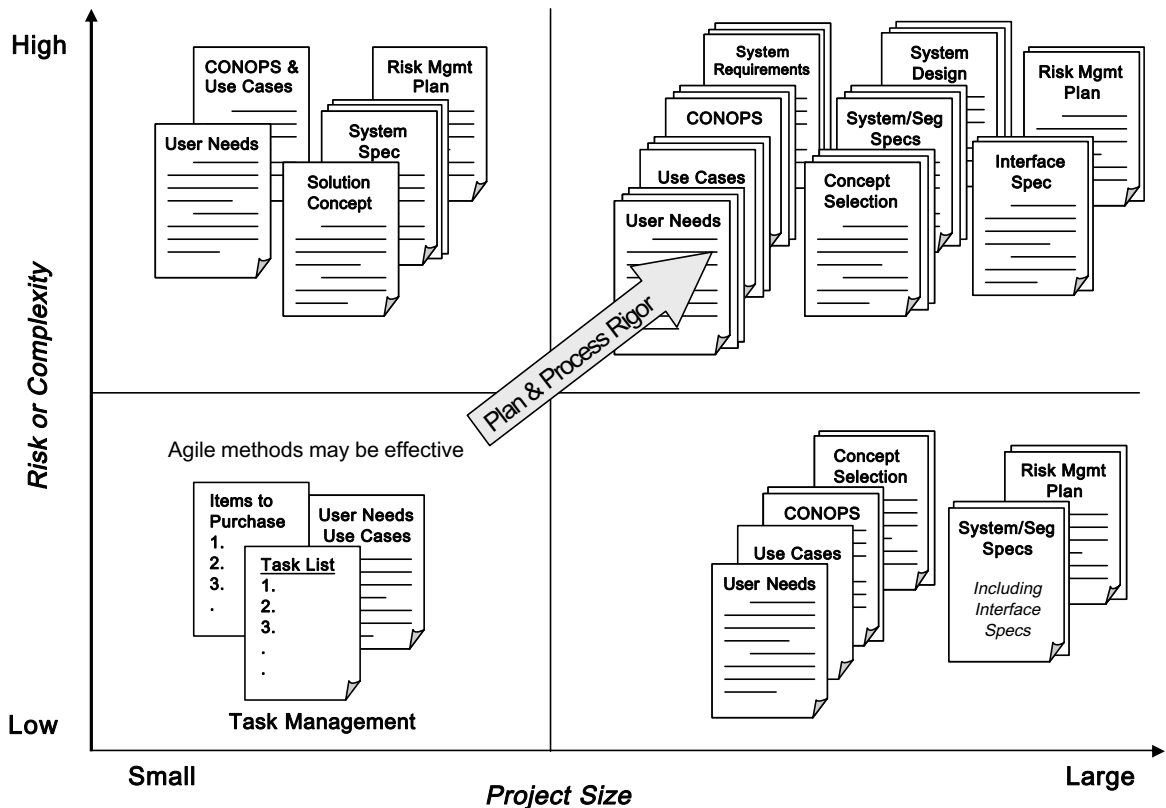 High
CONOPS &
Use Cases
Risk Mgmt
Plan
User Needs
System
Spec
Solution
Concept
System
Requirements
System
Design
Risk Mgmt
Plan
CONOPS
System/Seg
Specs
Use Cases
Concept
Selection
Interface
Spec
User Needs
Plan & Process Rigor
Risk or Complexity
Agile methods may be effective
Items to
Purchase
1.
2.
3.
.
User Needs
Use Cases
Task List
1.
2.
3.
.
.
Task Management
Concept
Selection
Risk Mgmt
Plan
CONOPS
System/Seg
Specs
Including
Interface
Specs
Use Cases
User Needs
Low
Small
Project Size
Large